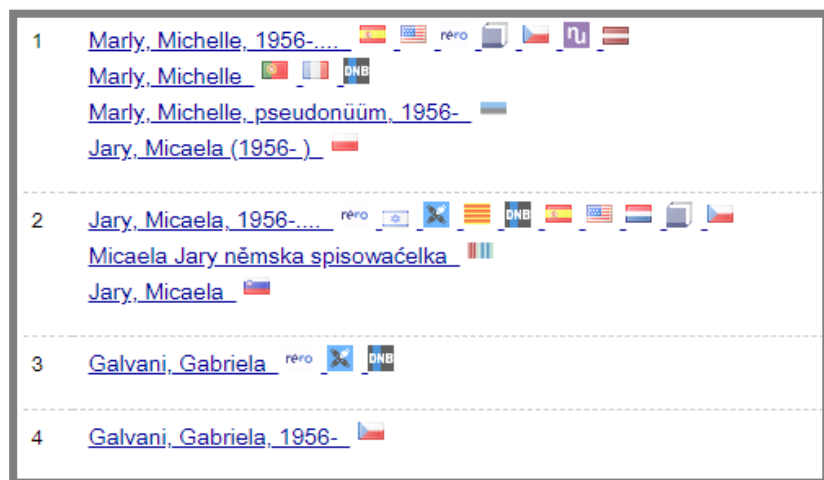 1 Marly, Michelle, 1956-.... rero nu
Marly, Michelle DNB
Marly, Michelle, pseudonüüm, 1956-
Jary, Micaela (1956- )
2 Jary, Micaela, 1956-.... rero DNB
Micaela Jary němska spisowaćelka
Jary, Micaela
3 Galvani, Gabriela rero DNB
4 Galvani, Gabriela, 1956-